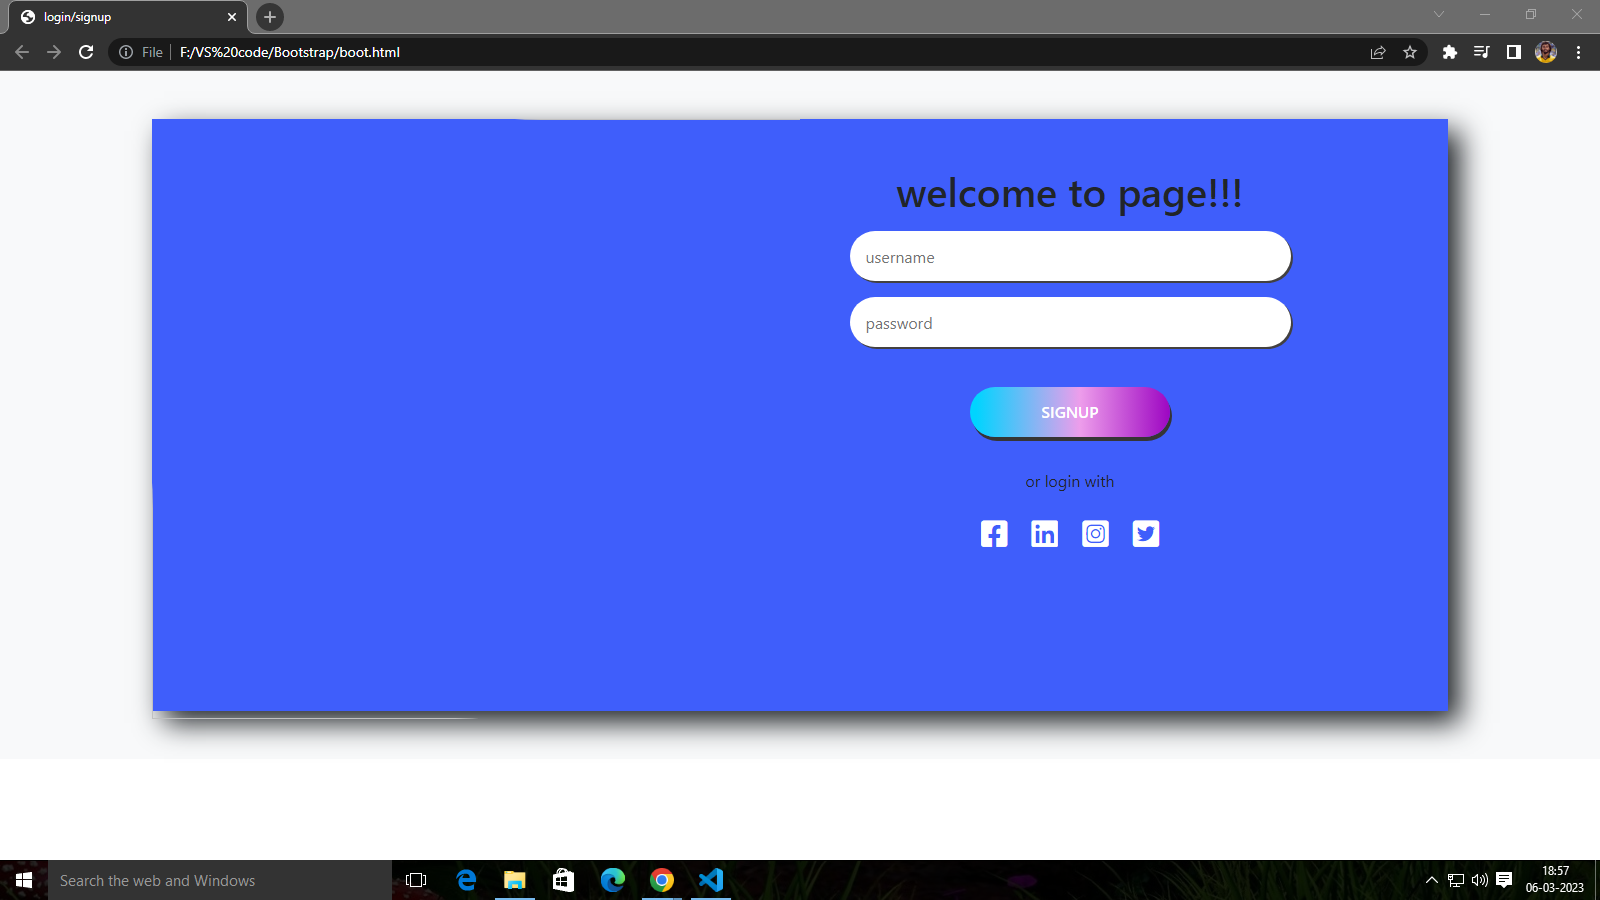 login/signup
File F:/VS%20code/Bootstrap/boot.html
welcome to page!!!
username
password
SIGNUP
or login with
Search the web and Windows
18:57
06-03-2023